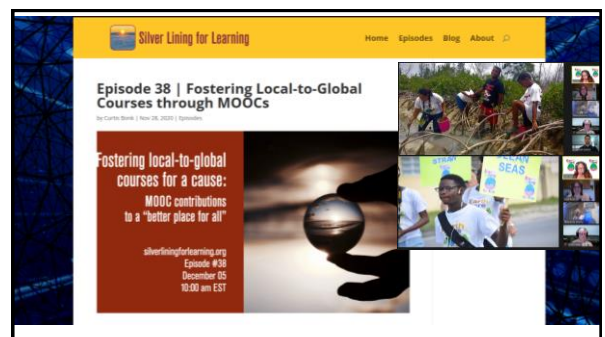 Silver Lining for Learning
Home Episodes Blog About
Episode 38 | Fostering Local-to-Global
Courses through MOOCs
by Curtis Bonk | Nov 28, 2020 | Episodes
Fostering local-to-global
courses for a cause:
MOOC contributions
to a “better place for all”
silverliningforlearning.org
Episode #38
December 05
10:00 am EST
SEAS